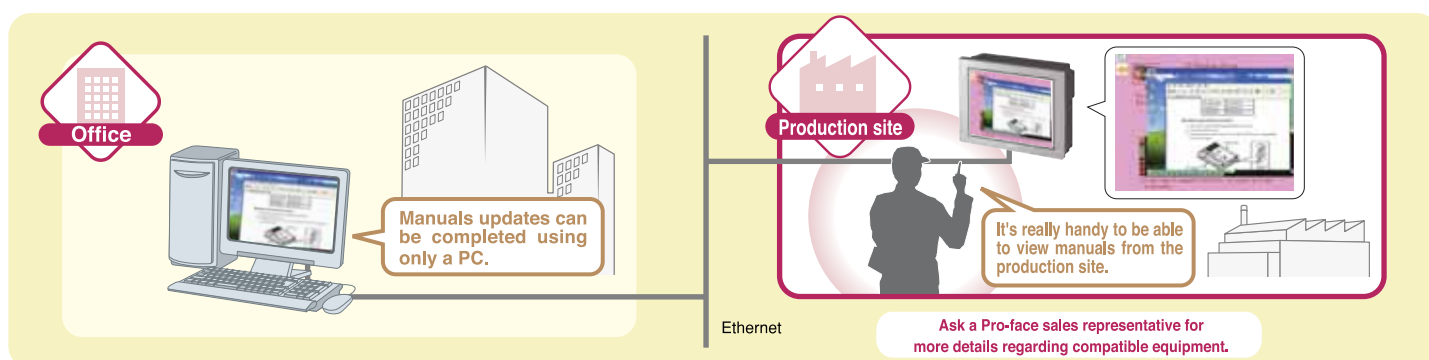 Office
Manuals updates can
be completed using
only a PC.
Production site
It's really handy to be able
to view manuals from the
production site.
Ethernet
Ask a Pro-face sales representative for
more details regarding compatible equipment.